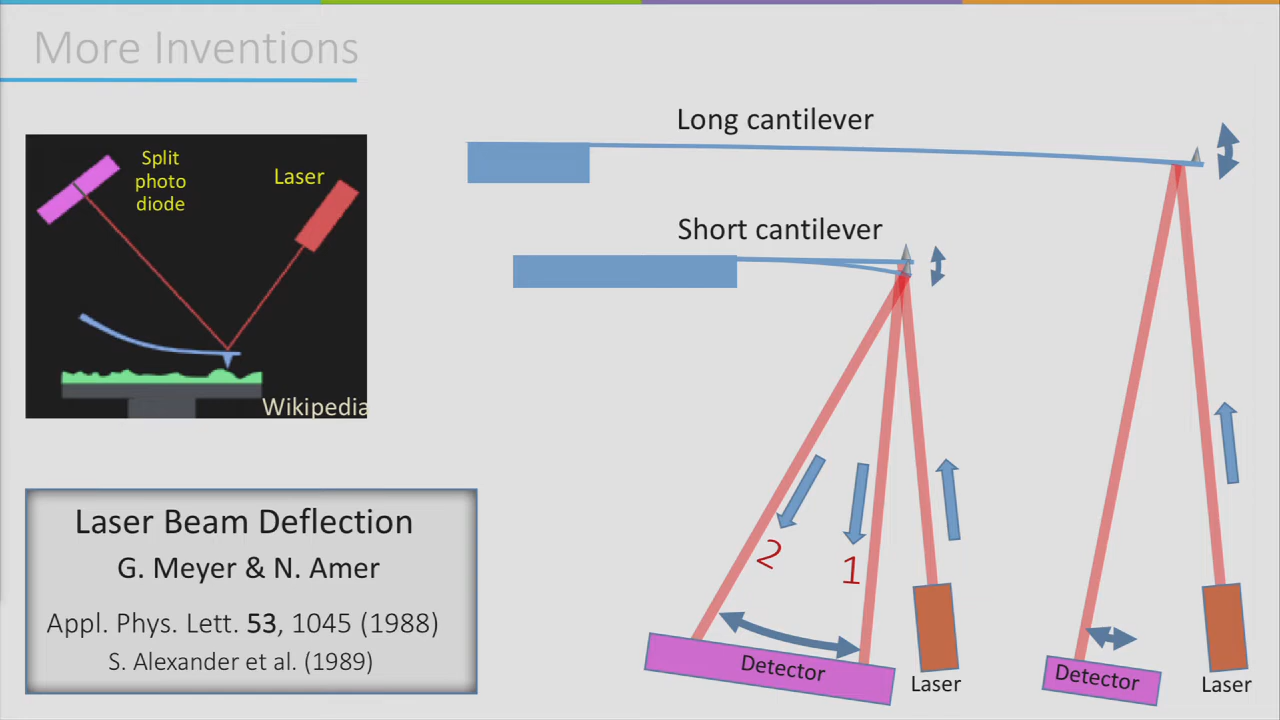 More Inventions
Split
photo
diode
Laser
Wikipedia
Laser Beam Deflection
G. Meyer & N. Amer
Appl. Phys. Lett. 53, 1045 (1988)
S. Alexander et al. (1989)
Long cantilever
Short cantilever
2
1
Detector
Laser
Detector
Laser